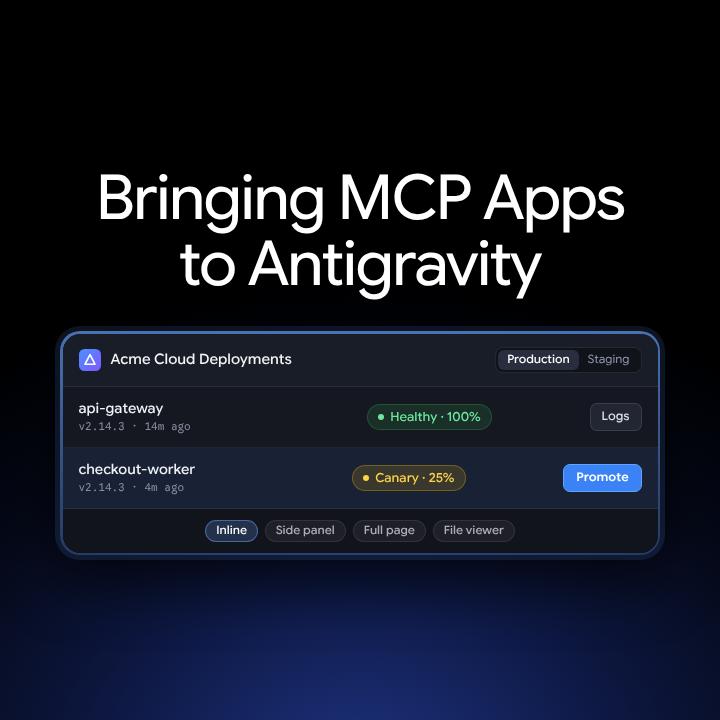 Bringing MCP Apps
to Antigravity
Acme Cloud Deployments
Production
Staging
api-gateway
v2.14.3 · 14m ago
Healthy · 100%
Logs
checkout-worker
v2.14.3 · 4m ago
Canary · 25%
Promote
Inline
Side panel
Full page
File viewer